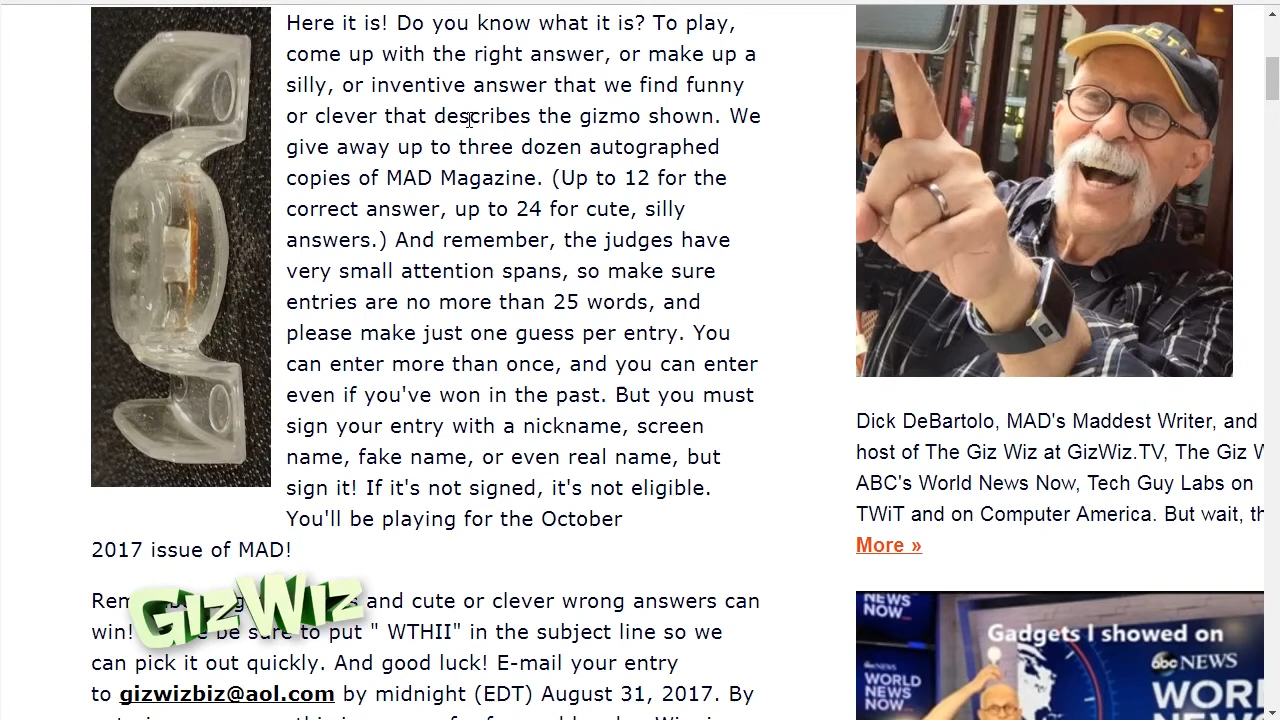 Here it is! Do you know what it is? To play,
come up with the right answer, or make up a
silly, or inventive answer that we find funny
or clever that describes the gizmo shown. We
give away up to three dozen autographed
copies of MAD Magazine. (Up to 12 for the
correct answer, up to 24 for cute, silly
answers.) And remember, the judges have
very small attention spans, so make sure
entries are no more than 25 words, and
please make just one guess per entry. You
can enter more than once, and you can enter
even if you've won in the past. But you must
sign your entry with a nickname, screen
name, fake name, or even real name, but
sign it! If it's not signed, it's not eligible.
You'll be playing for the October
2017 issue of MAD!
and cute or clever wrong answers can
win! be sure to put " WTHII" in the subject line so we
can pick it out quickly. And good luck! E-mail your entry
to gizwizbiz@aol.com by midnight (EDT) August 31, 2017. By
GizWiz
Dick DeBartolo, MAD's Maddest Writer, and
host of The Giz Wiz at GizWiz.TV, The Giz W
ABC's World News Now, Tech Guy Labs on
TWiT and on Computer America. But wait, th
More »
NEWS
NOW
Gadgets I showed on
abc NEWS
abc NEWS
WORLD
NEWS
NOW
WOR